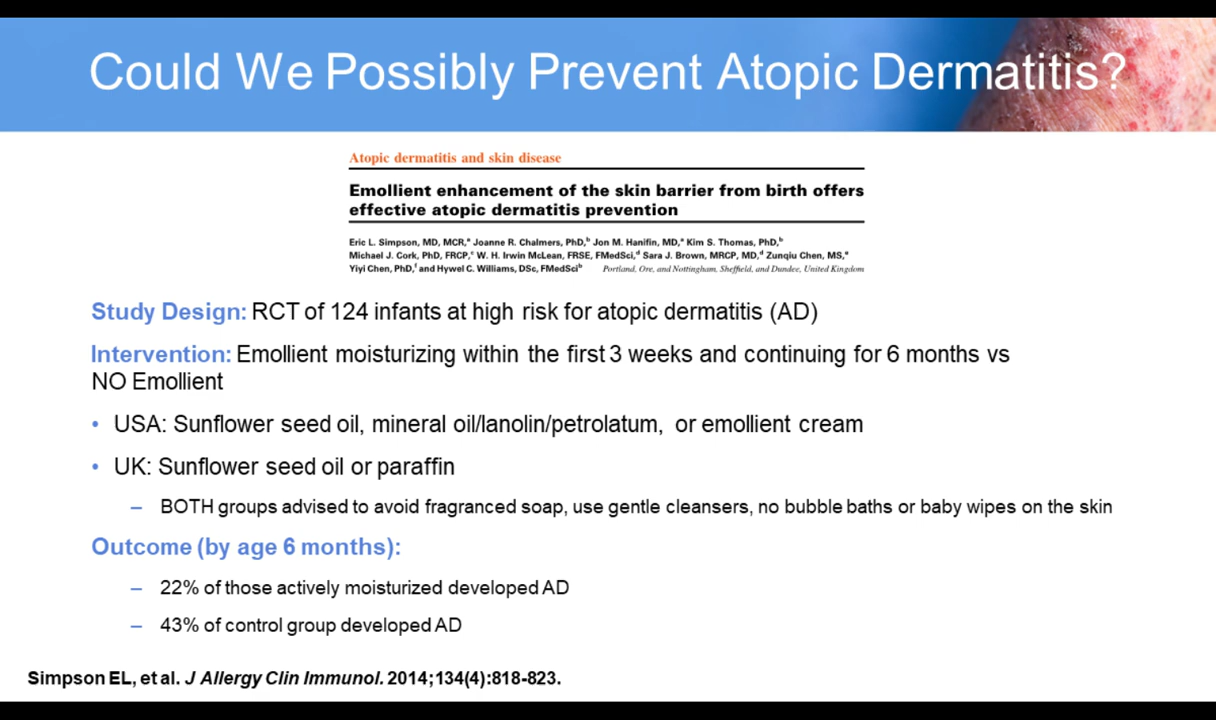 Could We Possibly Prevent Atopic Dermatitis?
Atopic dermatitis and skin disease
Emollient enhancement of the skin barrier from birth offers
effective atopic dermatitis prevention
Eric L. Simpson, MD, MCR,ᵃ Joanne R. Chalmers, PhD,ᵇ Jon M. Hanifin, MD,ᵃ Kim S. Thomas, PhD,ᵇ
Michael J. Cork, PhD, FRCP,ᶜ W. H. Irwin McLean, FRSE, FMedSci,ᵈ Sara J. Brown, MRCP, MD,ᵈ Zunqiu Chen, MS,ᵉ
Yiyi Chen, PhD,ᶠ and Hywel C. Williams, DSc, FMedSciᵇ Portland, Ore, and Nottingham, Sheffield, and Dundee, United Kingdom
Study Design: RCT of 124 infants at high risk for atopic dermatitis (AD)
Intervention: Emollient moisturizing within the first 3 weeks and continuing for 6 months vs
NO Emollient
• USA: Sunflower seed oil, mineral oil/lanolin/petrolatum, or emollient cream
• UK: Sunflower seed oil or paraffin
– BOTH groups advised to avoid fragranced soap, use gentle cleansers, no bubble baths or baby wipes on the skin
Outcome (by age 6 months):
– 22% of those actively moisturized developed AD
– 43% of control group developed AD
Simpson EL, et al. J Allergy Clin Immunol. 2014;134(4):818-823.